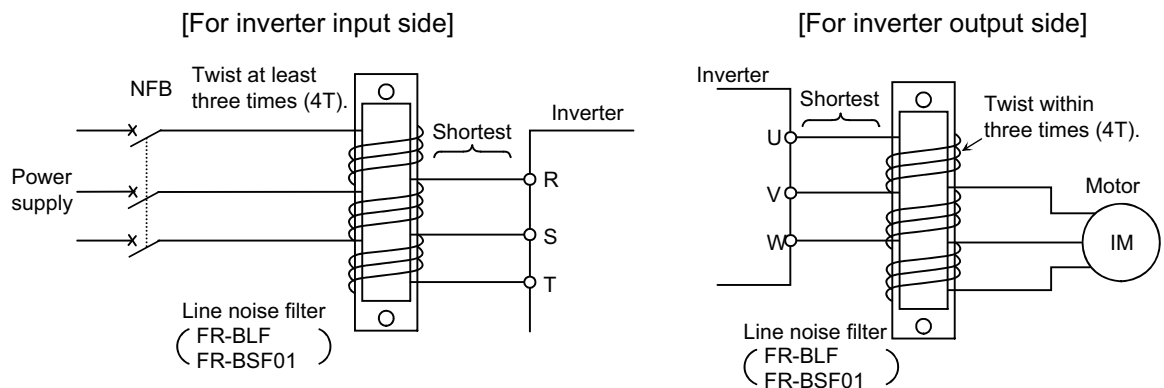 [For inverter input side]
NFB
Twist at least
three times (4T).
Shortest
Inverter
Power
supply
R
S
T
Line noise filter
FR-BLF
FR-BSF01
[For inverter output side]
Inverter
Shortest
Twist within
three times (4T).
U
V
W
Motor
IM
Line noise filter
FR-BLF
FR-BSF01